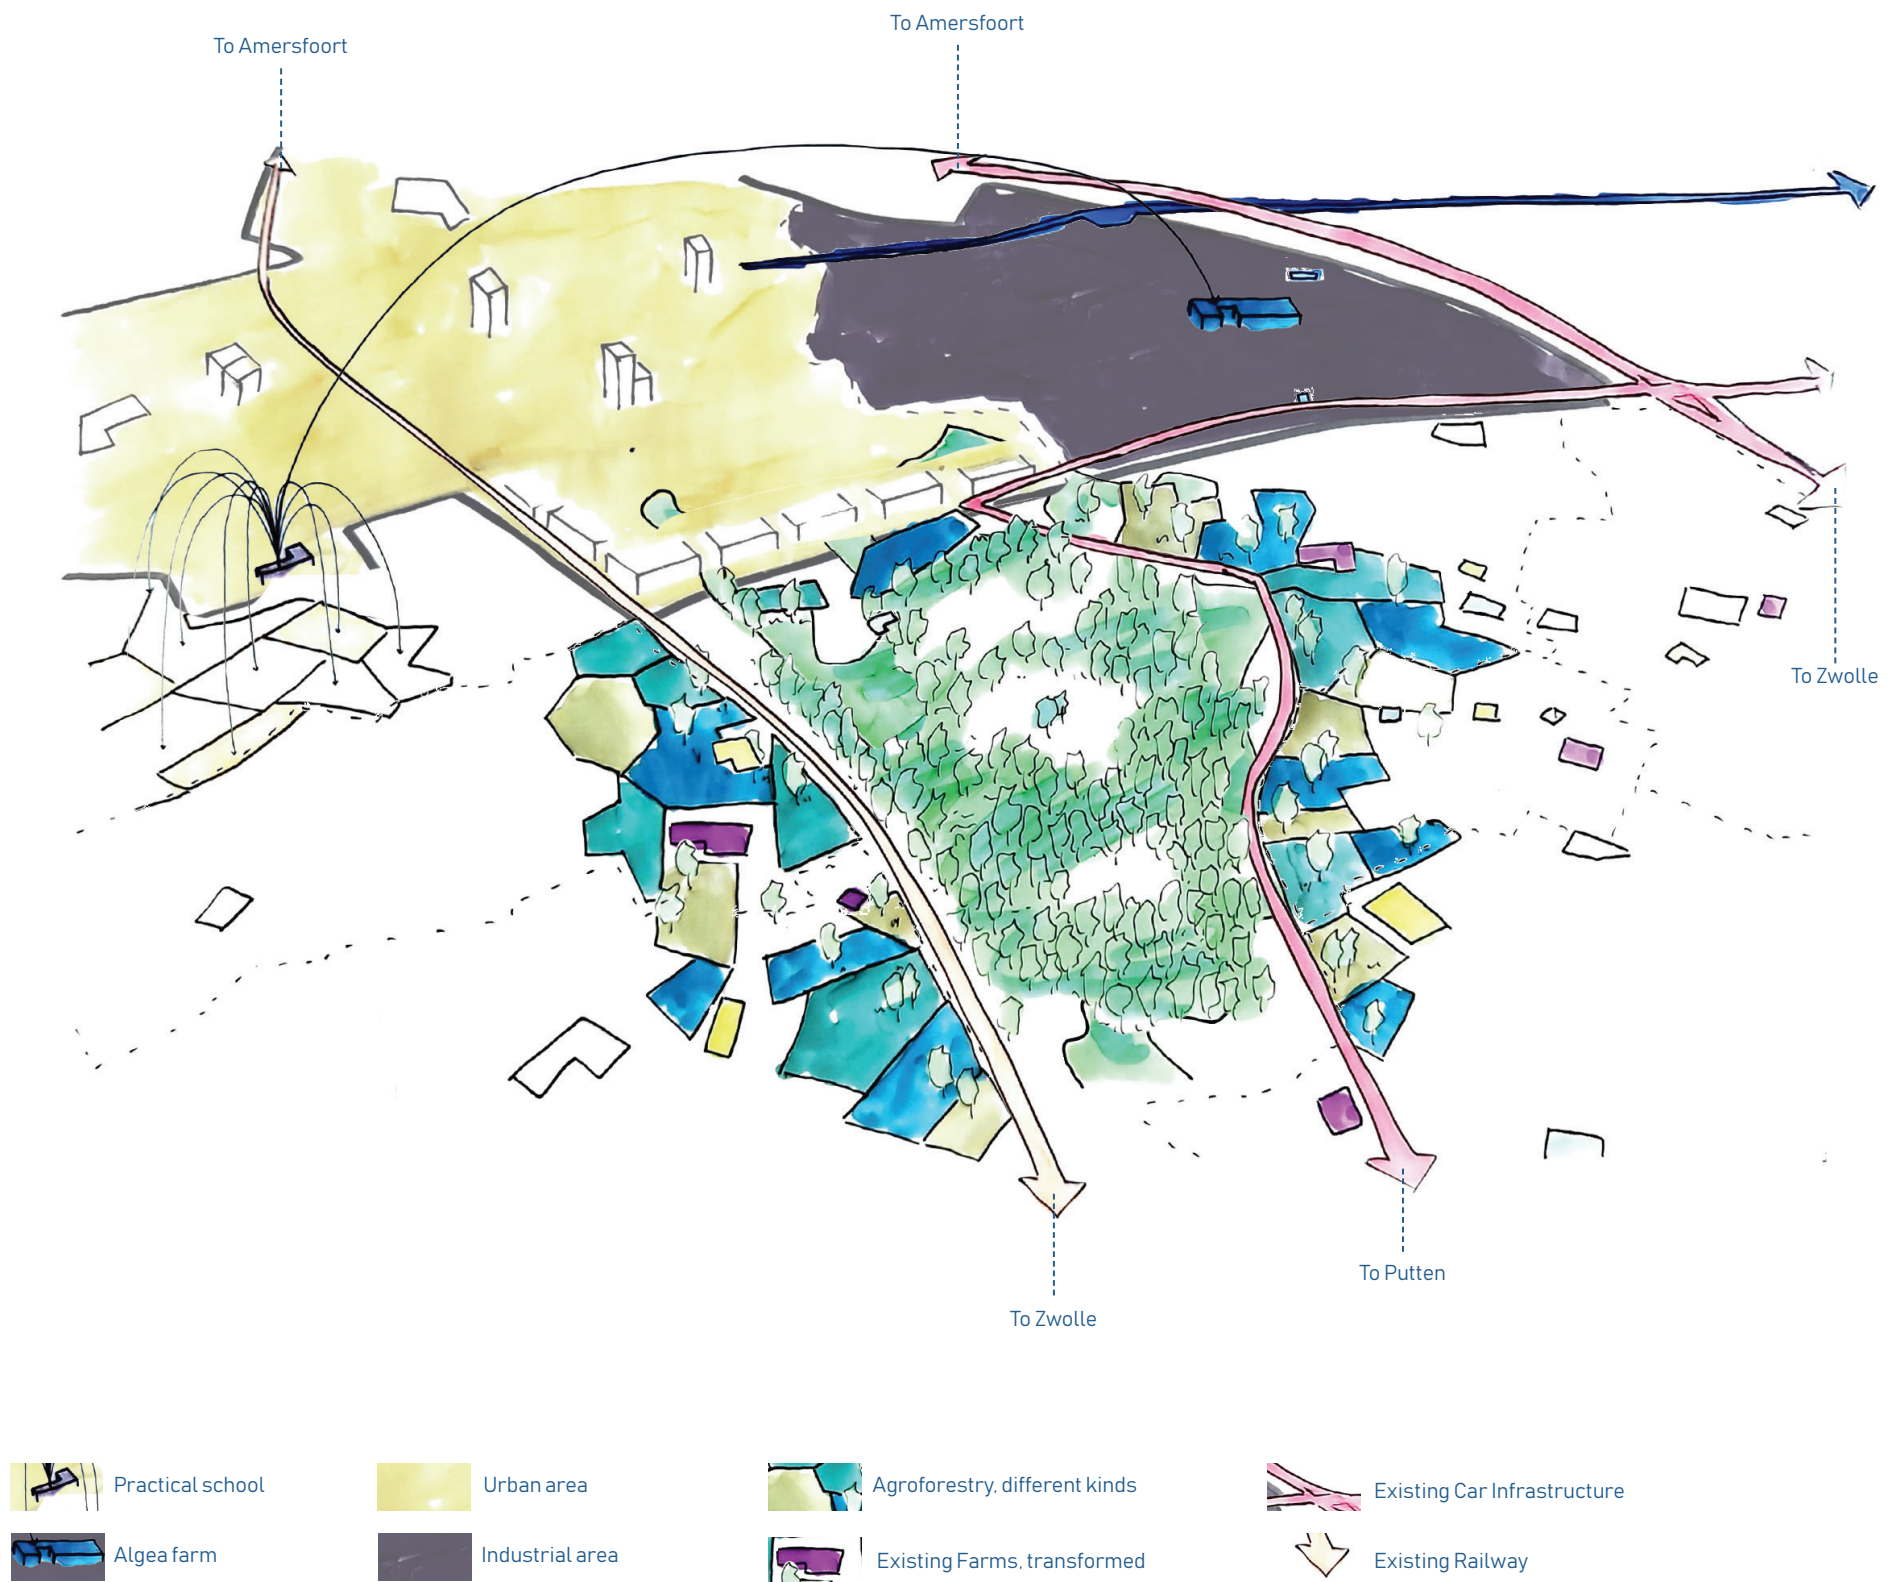 To Amersfoort
To Amersfoort
To Zwolle
To Putten
To Zwolle
Practical school
Urban area
Agroforestry, different kinds
Existing Car Infrastructure
Algea farm
Industrial area
Existing Farms, transformed
Existing Railway